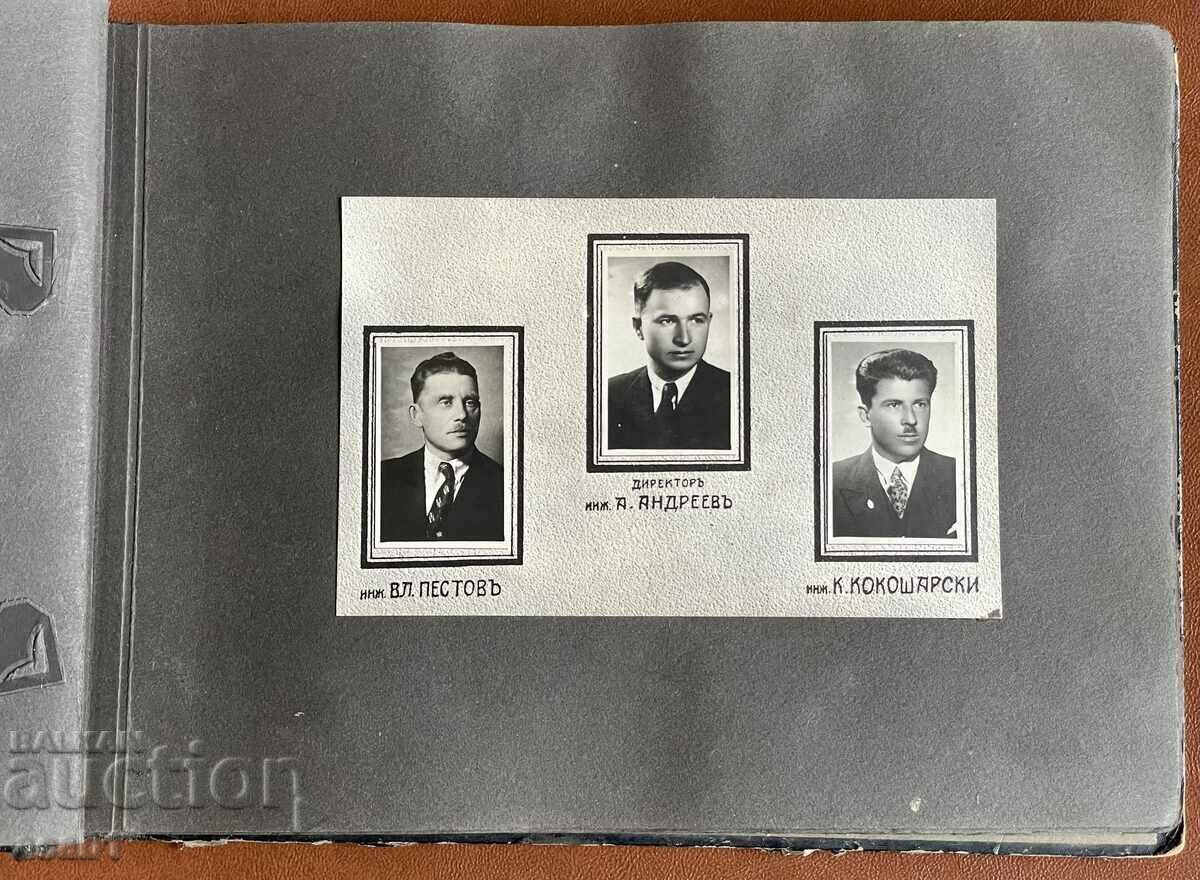 ДИРЕКТОРЪ
инж. А. АНДРЕЕВЪ
инж. ВЛ. ПЕСТОВЪ
инж. К. КОКОШАРСКИ
BALKAN
auction